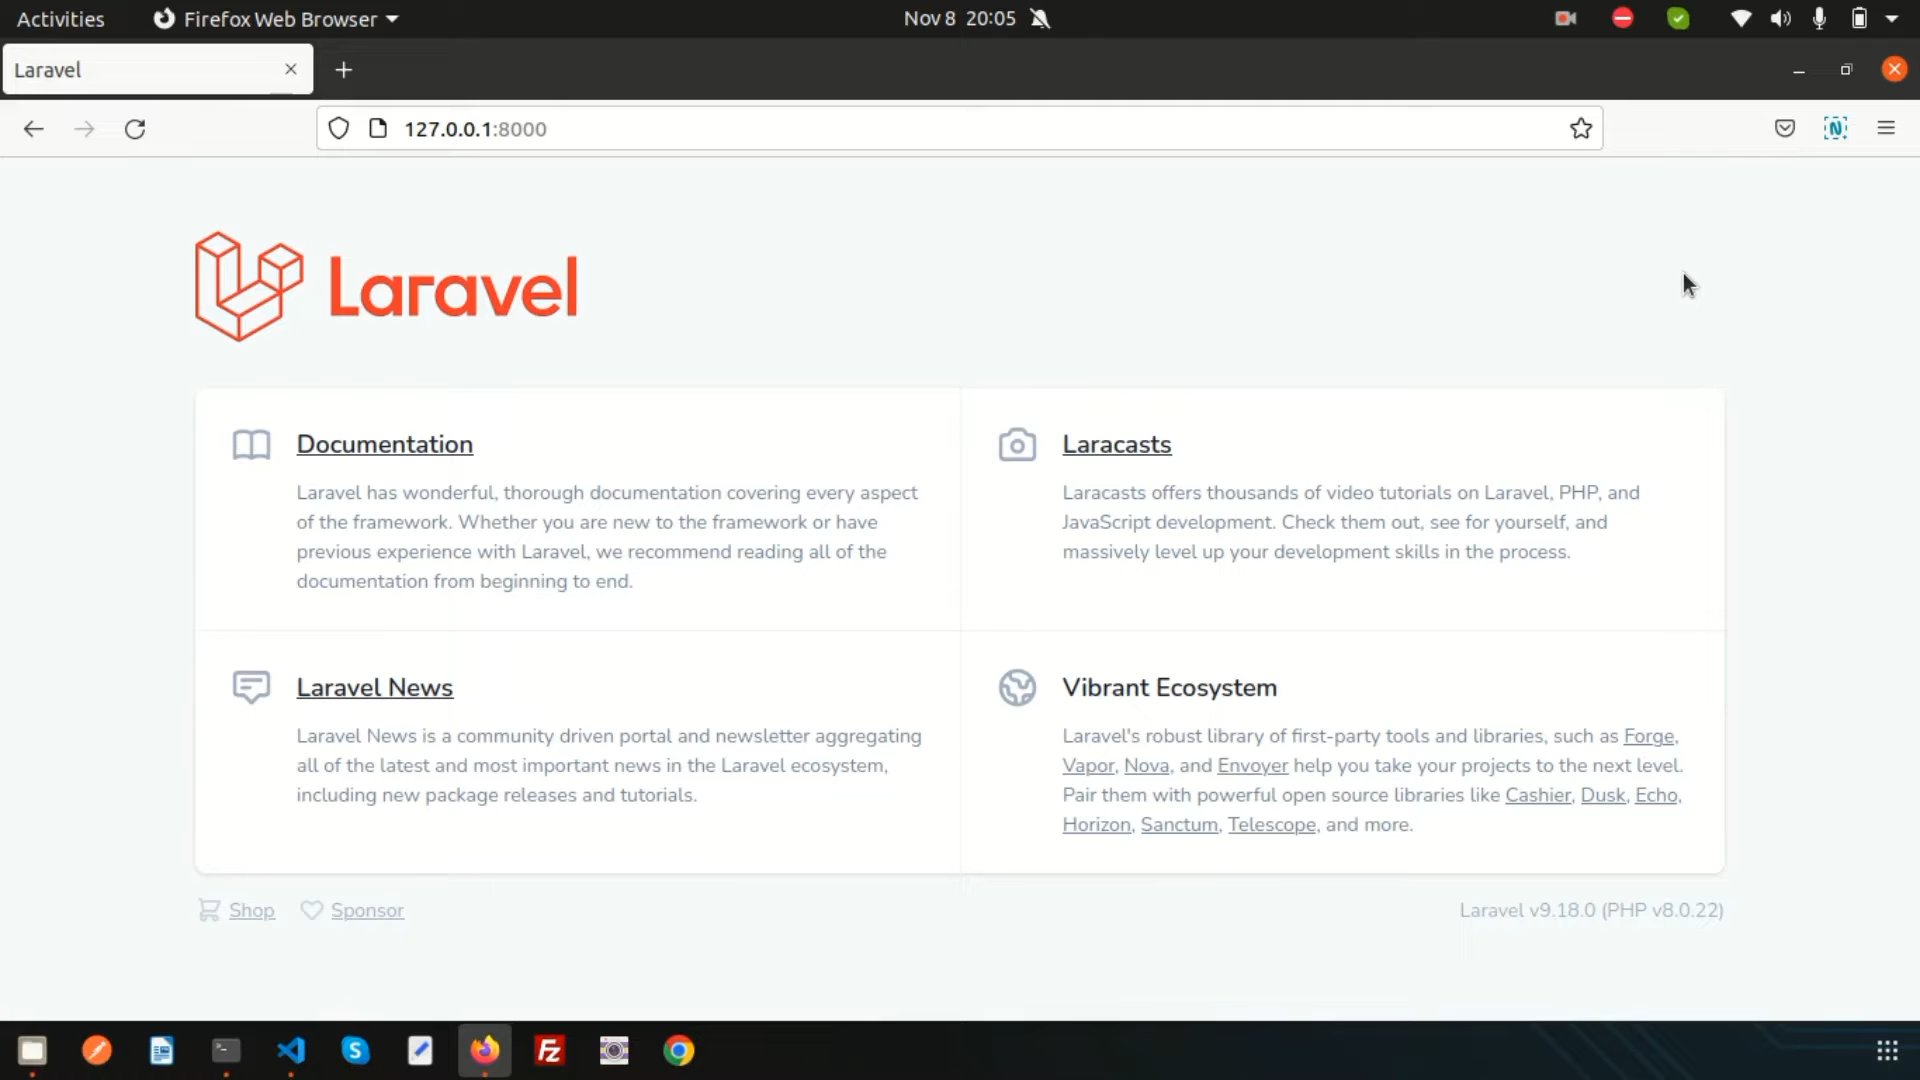 Activities Firefox Web Browser Nov 8 20:05
Laravel
127.0.0.1:8000
Laravel
Documentation
Laravel has wonderful, thorough documentation covering every aspect
of the framework. Whether you are new to the framework or have
previous experience with Laravel, we recommend reading all of the
documentation from beginning to end.
Laracasts
Laracasts offers thousands of video tutorials on Laravel, PHP, and
JavaScript development. Check them out, see for yourself, and
massively level up your development skills in the process.
Laravel News
Laravel News is a community driven portal and newsletter aggregating
all of the latest and most important news in the Laravel ecosystem,
including new package releases and tutorials.
Vibrant Ecosystem
Laravel's robust library of first-party tools and libraries, such as Forge,
Vapor, Nova, and Envoyer help you take your projects to the next level.
Pair them with powerful open source libraries like Cashier, Dusk, Echo,
Horizon, Sanctum, Telescope, and more.
Shop Sponsor Laravel v9.18.0 (PHP v8.0.22)